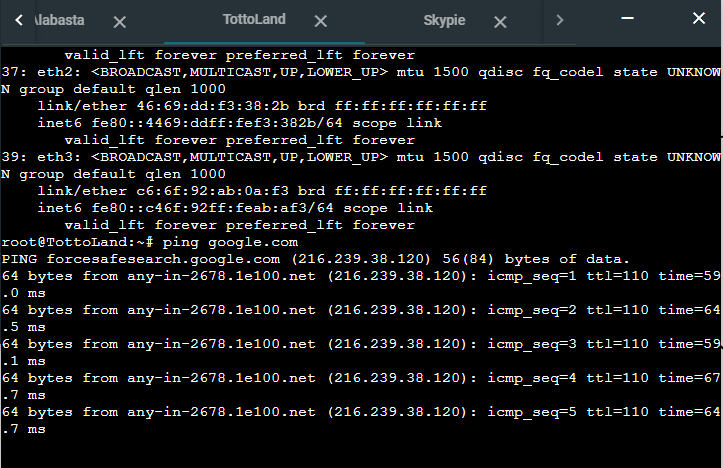 Alabasta
TottoLand
Skypie
valid_lft forever preferred_lft forever
37: eth2: <BROADCAST,MULTICAST,UP,LOWER_UP> mtu 1500 qdisc fq_codel state UNKNOW
N group default qlen 1000
link/ether 46:69:dd:f3:38:2b brd ff:ff:ff:ff:ff:ff
inet6 fe80::4469:ddff:fef3:382b/64 scope link
valid_lft forever preferred_lft forever
39: eth3: <BROADCAST,MULTICAST,UP,LOWER_UP> mtu 1500 qdisc fq_codel state UNKNOW
N group default qlen 1000
link/ether c6:6f:92:ab:0a:f3 brd ff:ff:ff:ff:ff:ff
inet6 fe80::c46f:92ff:feab:af3/64 scope link
valid_lft forever preferred_lft forever
root@TottoLand:~# ping google.com
PING forcesafesearch.google.com (216.239.38.120) 56(84) bytes of data.
64 bytes from any-in-2678.1e100.net (216.239.38.120): icmp_seq=1 ttl=110 time=59
.0 ms
64 bytes from any-in-2678.1e100.net (216.239.38.120): icmp_seq=2 ttl=110 time=64
.5 ms
64 bytes from any-in-2678.1e100.net (216.239.38.120): icmp_seq=3 ttl=110 time=59
.1 ms
64 bytes from any-in-2678.1e100.net (216.239.38.120): icmp_seq=4 ttl=110 time=67
.7 ms
64 bytes from any-in-2678.1e100.net (216.239.38.120): icmp_seq=5 ttl=110 time=64
.7 ms